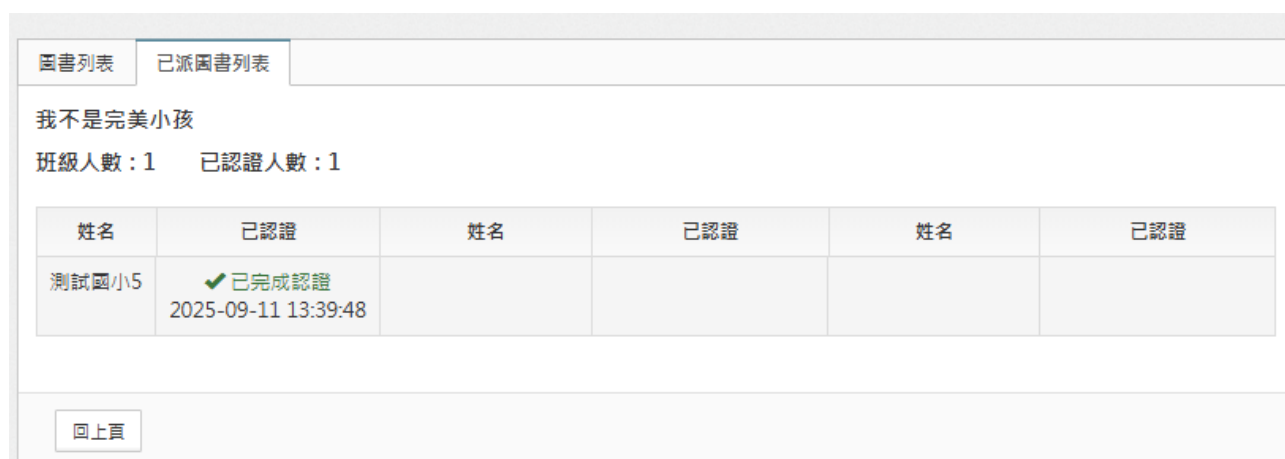 圖書列表 已派圖書列表
我不是完美小孩
班級人數：1 已認證人數：1
姓名 已認證 姓名 已認證 姓名 已認證
測試國小5 ✔已完成認證
2025-09-11 13:39:48
回上頁